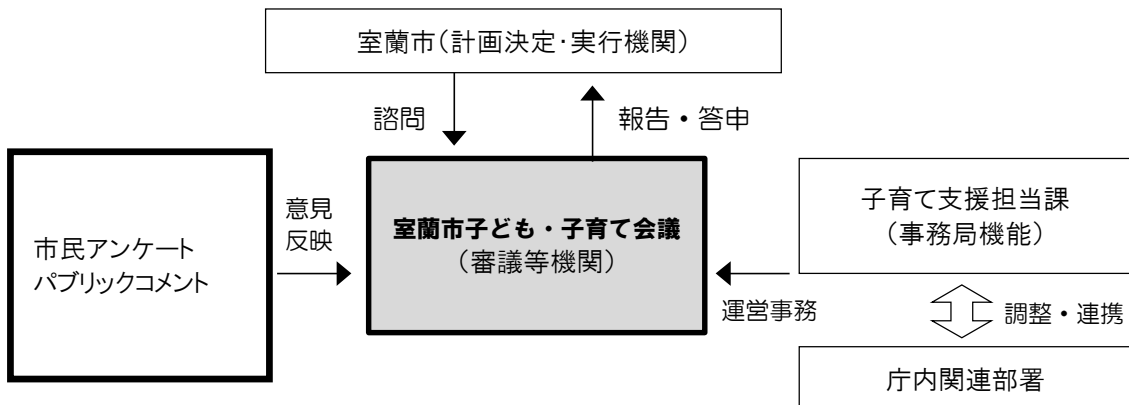 室蘭市(計画決定・実行機関)
諮問
報告・答申
市民アンケート
パブリックコメント
意見
反映
室蘭市子ども・子育て会議
(審議等機関)
子育て支援担当課
(事務局機能)
運営事務
調整・連携
庁内関連部署